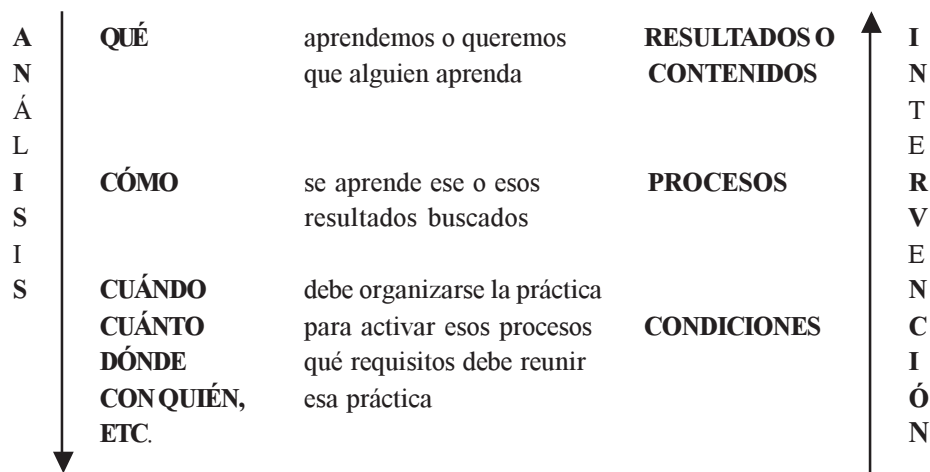 A QUÉ aprendemos o queremos RESULTADOS O I
N que alguien aprenda CONTENIDOS N
Á T
L E
I CÓMO se aprende ese o esos PROCESOS R
S resultados buscados V
I E
S CUÁNDO debe organizarse la práctica N
CUÁNTO para activar esos procesos CONDICIONES C
DÓNDE qué requisitos debe reunir I
CON QUIÉN, esa práctica Ó
ETC. N